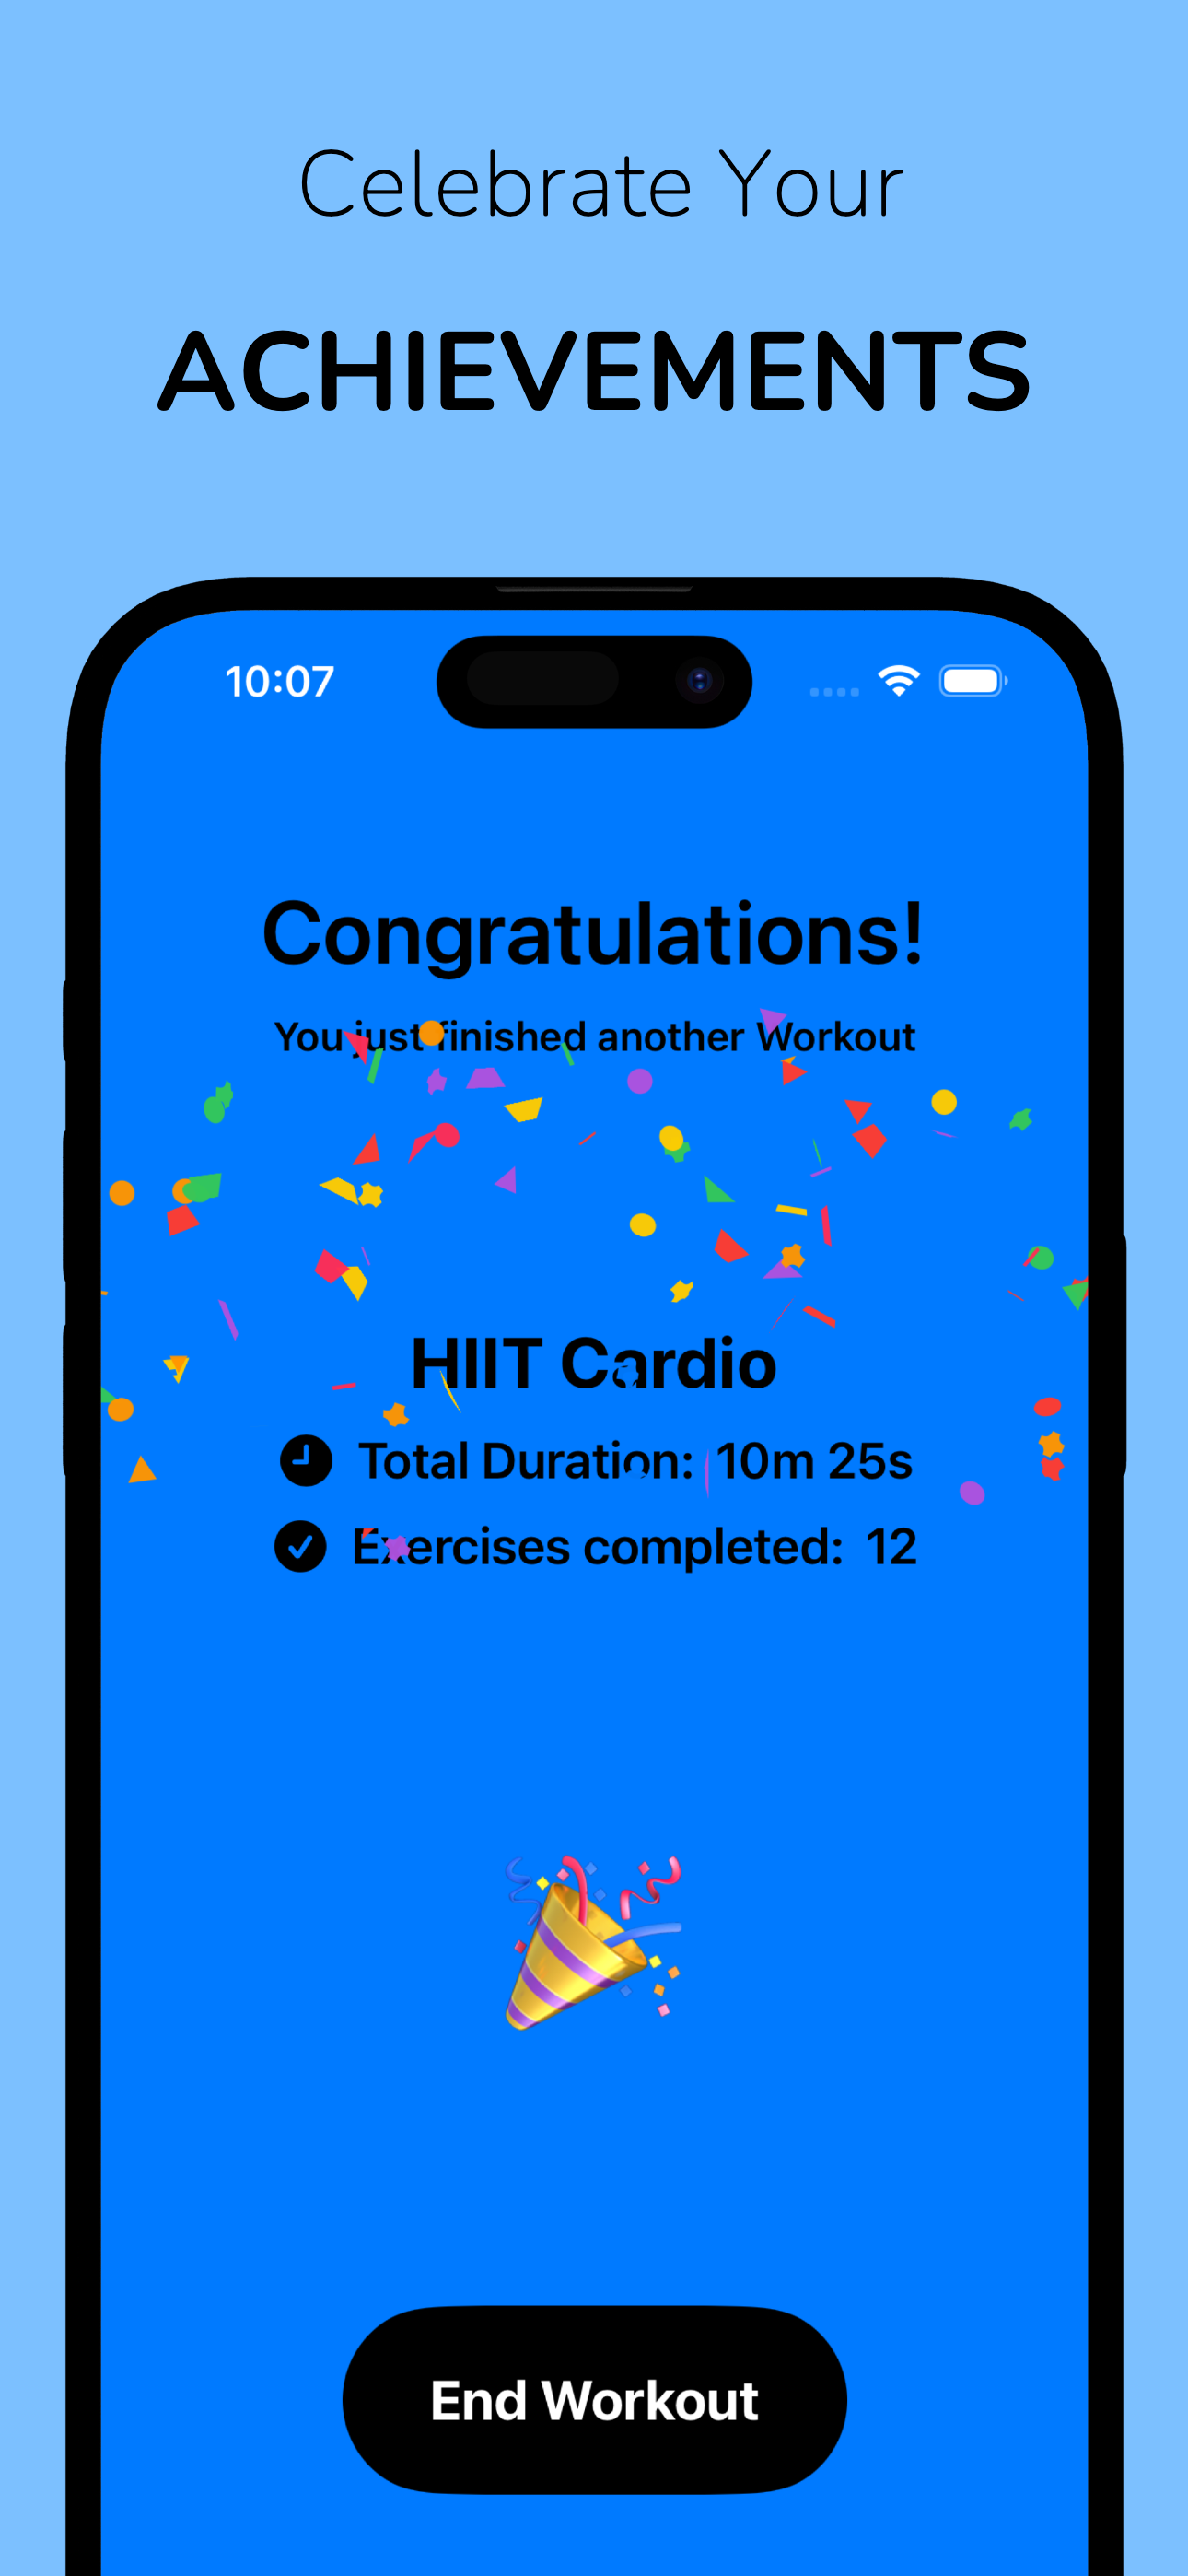 Celebrate Your
ACHIEVEMENTS
10:07
Congratulations!
You just finished another Workout
HIIT Cardio
Total Duration: 10m 25s
Exercises completed: 12
End Workout